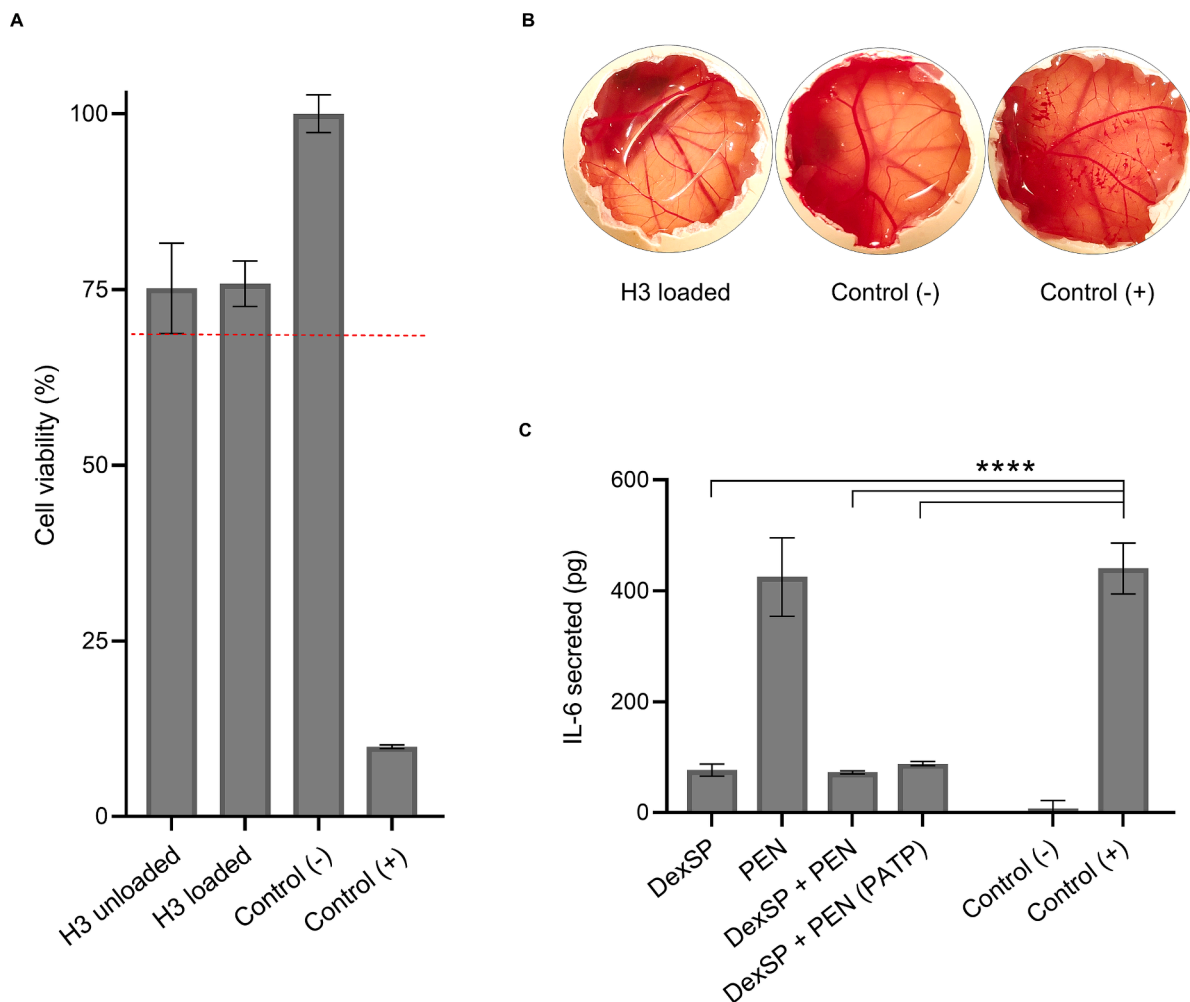 A
B
100
75
50
25
0
Cell viability (%)
H3 unloaded
H3 loaded
Control (-)
Control (+)
H3 loaded
Control (-)
Control (+)
C
****
600
400
200
0
IL-6 secreted (pg)
DexSP
PEN
DexSP + PEN
DexSP + PEN (PATP)
Control (-)
Control (+)